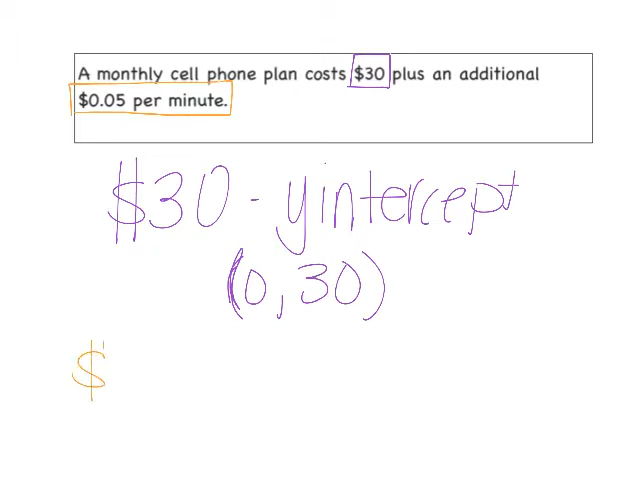 A monthly cell phone plan costs $30 plus an additional
$0.05 per minute.
$30 - y intercept
(0, 30)
$